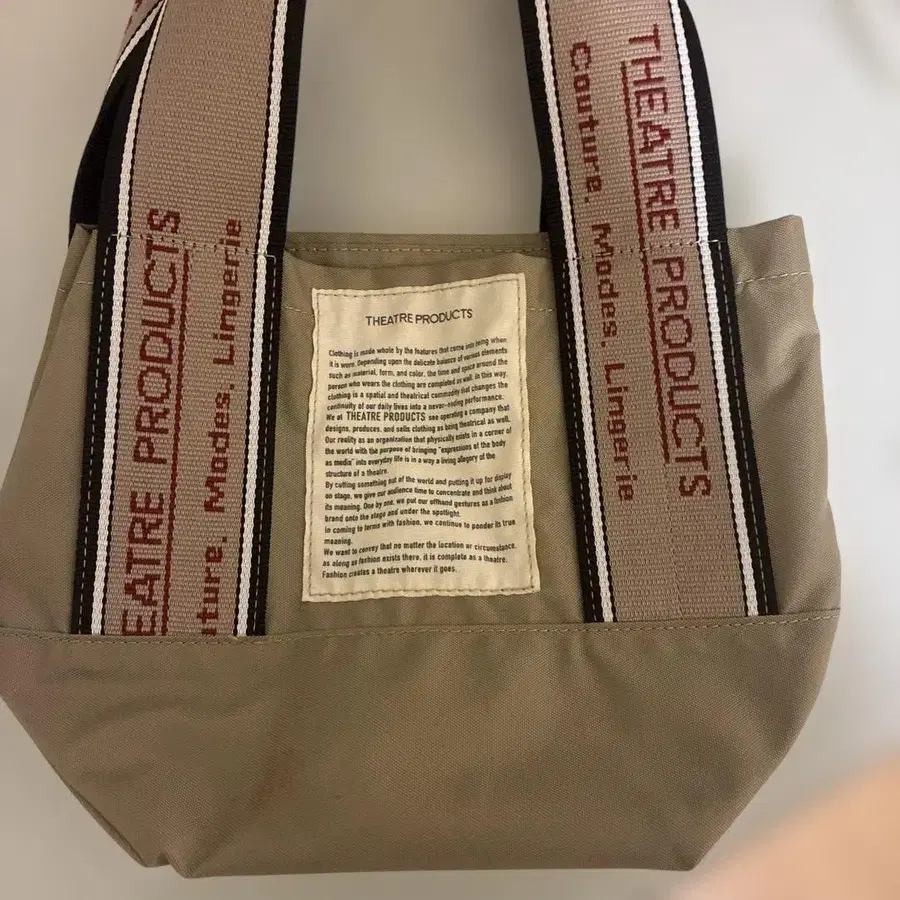 THEATRE PRODUCTS
Couture. Modes. Lingerie
EATRE PRODUCTS
uture. Modes. Lingerie
THEATRE PRODUCTS
Clothing is made whole by the features that come into being when
it is worn. Depending upon the delicate balance of various elements
such as material, form, and color, the time and space around the
person who wears the clothing are completed as well. In this way,
clothing is a spatial and theatrical commodity that changes the
continuity of our daily lives into a never-ending performance.
We at THEATRE PRODUCTS see operating a company that
designs, produces, and sells clothing as being theatrical as well.
Our reality as an organization that physically exists in a corner of
the world with the purpose of bringing "expressions of the body
as media" into everyday life is in a way a living allegory of the
structure of a theatre.
By cutting something out of the world and putting it up for display
on stage, we give our audience time to concentrate and think about
its meaning. One by one, we put our offhand gestures as a fashion
brand onto the stage and under the spotlight.
In coming to terms with fashion, we continue to ponder its true
meaning.
We want to convey that no matter the location or circumstance,
as along as fashion exists there, it is complete as a theatre.
Fashion creates a theatre wherever it goes.